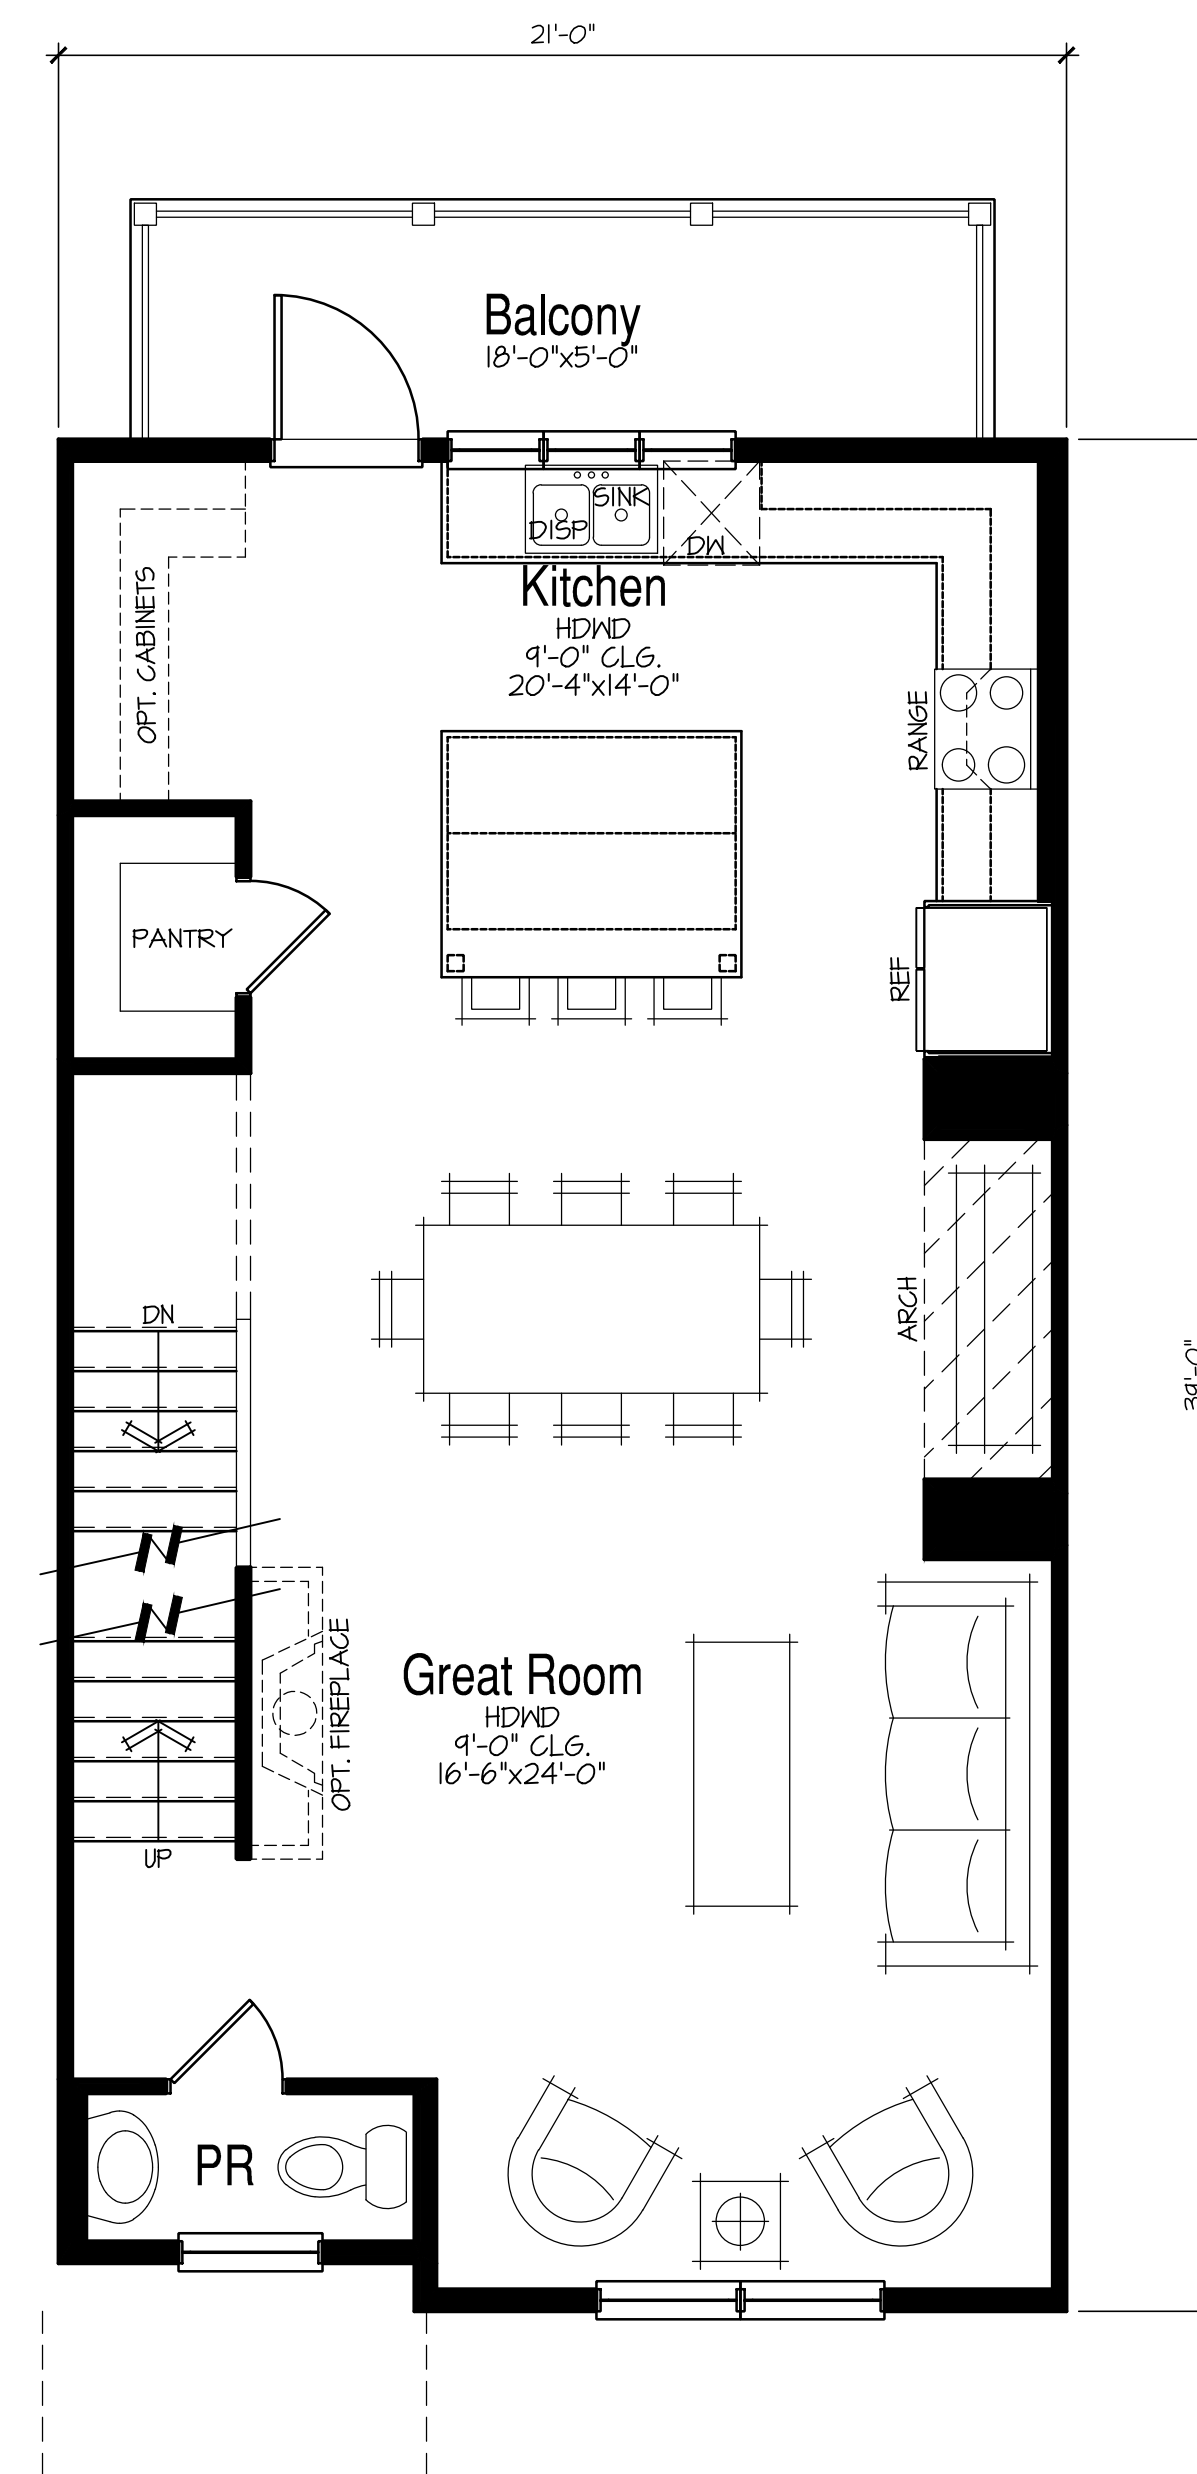 21'-0"
Balcony
18'-0"x5'-0"
SINK
DISP
DW
Kitchen
HDWD
9'-0" CLG.
20'-4"x14'-0"
OPT. CABINETS
RANGE
PANTRY
REF
DN
ARCH
39'-0"
Great Room
HDWD
9'-0" CLG.
16'-6"x24'-0"
OPT. FIREPLACE
UP
PR